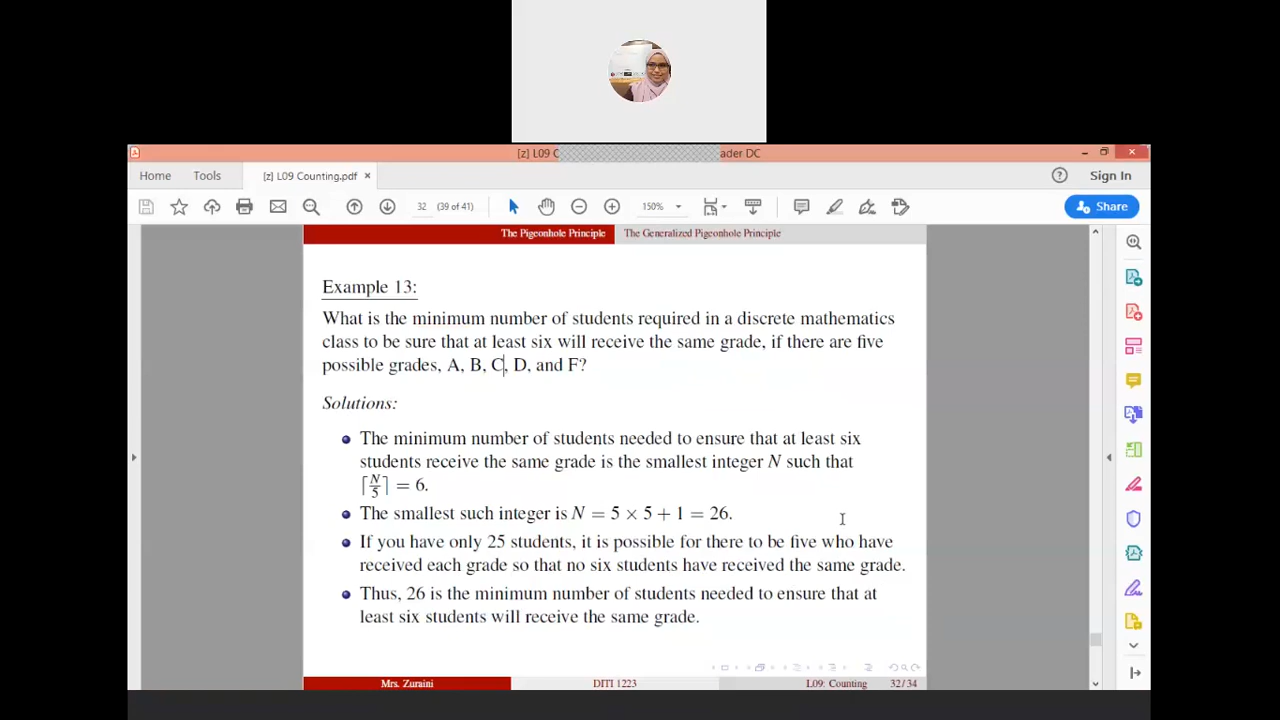 [z] L09 C ader DC
Home Tools [z] L09 Counting.pdf × Sign In
32 (39 of 41) 150% Share
The Pigeonhole Principle The Generalized Pigeonhole Principle
Example 13:
What is the minimum number of students required in a discrete mathematics
class to be sure that at least six will receive the same grade, if there are five
possible grades, A, B, C, D, and F?
Solutions:
The minimum number of students needed to ensure that at least six
students receive the same grade is the smallest integer N such that
⌈N/5⌉ = 6.
The smallest such integer is N = 5 × 5 + 1 = 26.
If you have only 25 students, it is possible for there to be five who have
received each grade so that no six students have received the same grade.
Thus, 26 is the minimum number of students needed to ensure that at
least six students will receive the same grade.
Mrs. Zuraini DITI 1223 L09: Counting 32/34